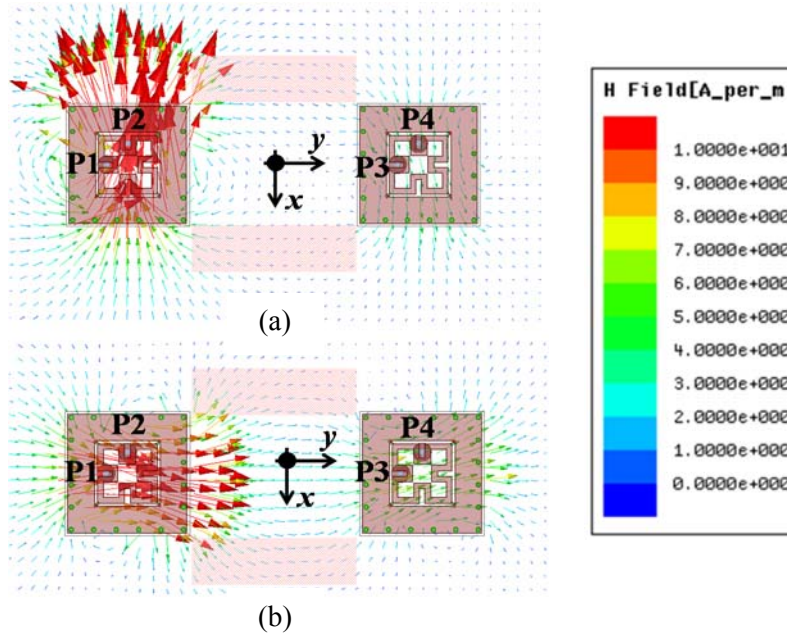 P2
P4
P1
P3
y
x
(a)
P2
P4
P1
P3
y
x
(b)
H Field[A_per_m
1.0000e+001
9.0000e+000
8.0000e+000
7.0000e+000
6.0000e+000
5.0000e+000
4.0000e+000
3.0000e+000
2.0000e+000
1.0000e+000
0.0000e+000